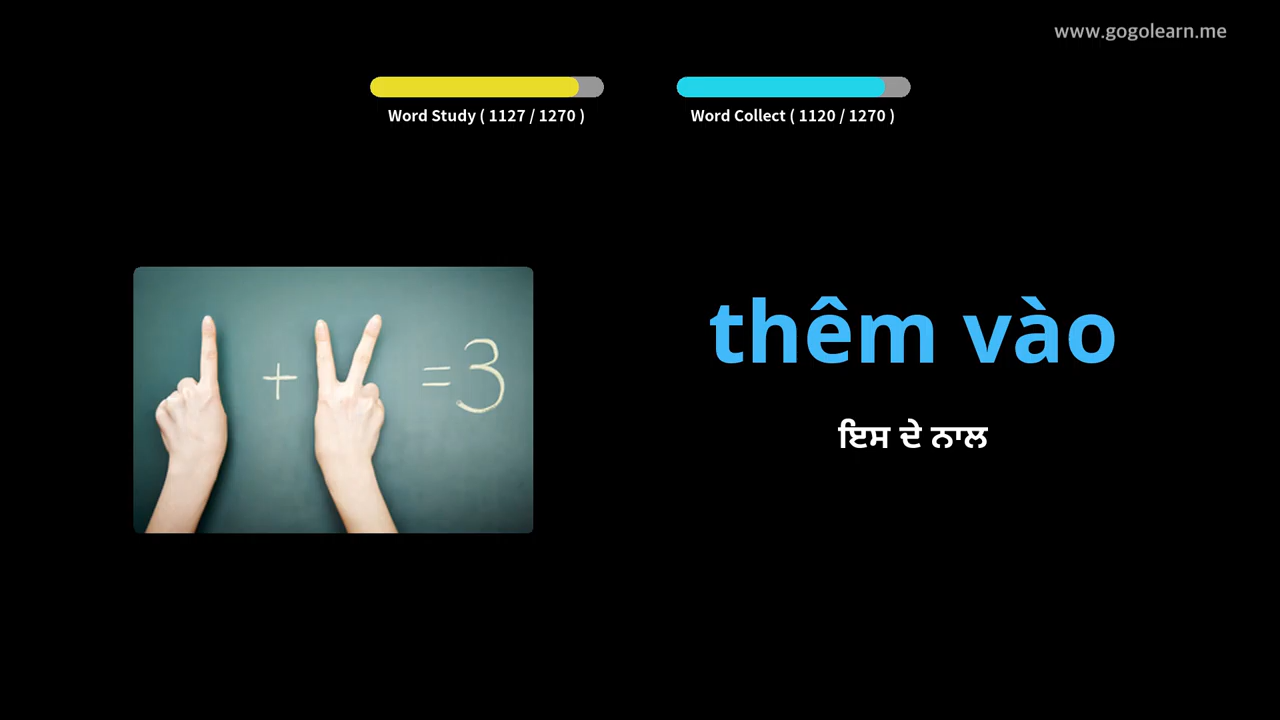 www.gogolearn.me
Word Study ( 1127 / 1270 )
Word Collect ( 1120 / 1270 )
+ = 3
thêm vào
ਇਸ ਦੇ ਨਾਲ